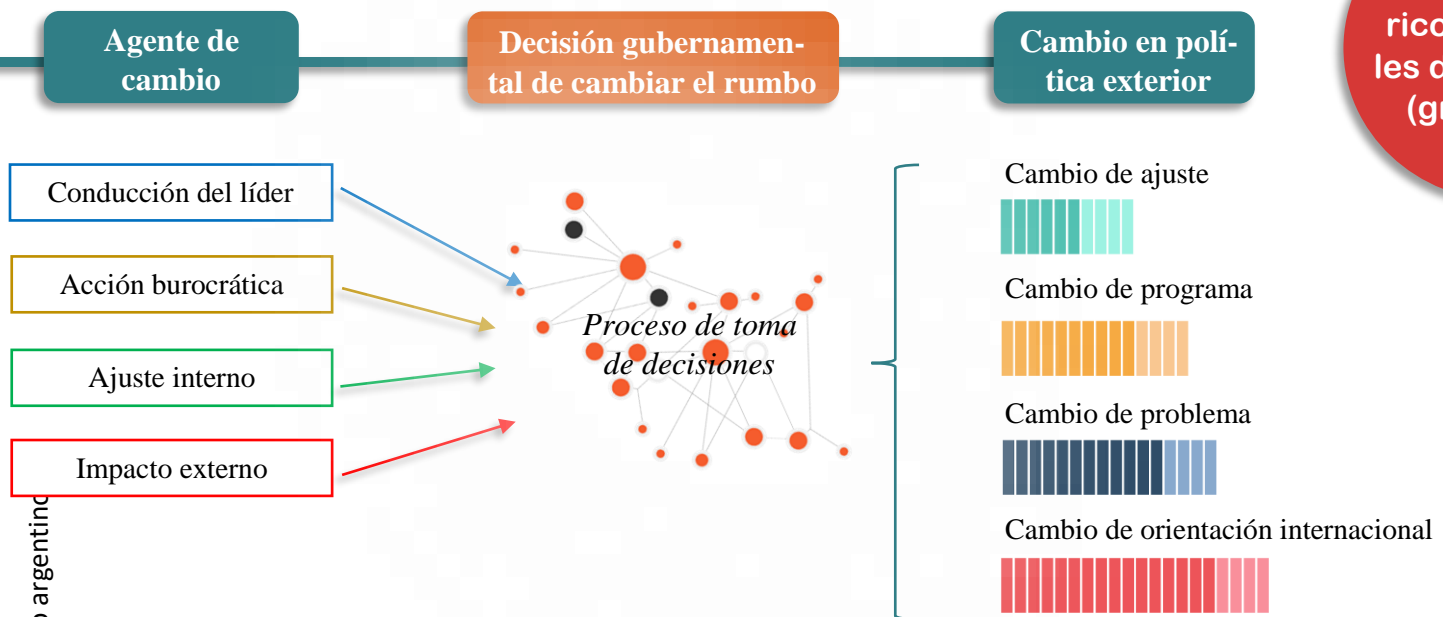 Agente de
cambio
Decisión gubernamen-
tal de cambiar el rumbo
Cambio en polí-
tica exterior
Conducción del líder
Acción burocrática
Ajuste interno
Impacto externo
Proceso de toma
de decisiones
Cambio de ajuste
Cambio de programa
Cambio de problema
Cambio de orientación internacional
argentino